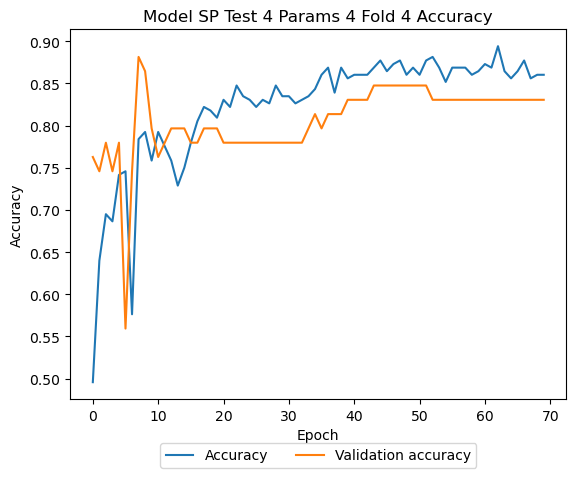 Model SP Test 4 Params 4 Fold 4 Accuracy
0.90
0.85
0.80
0.75
0.70
0.65
0.60
0.55
0.50
Accuracy
0 10 20 30 40 50 60 70
Epoch
Accuracy Validation accuracy